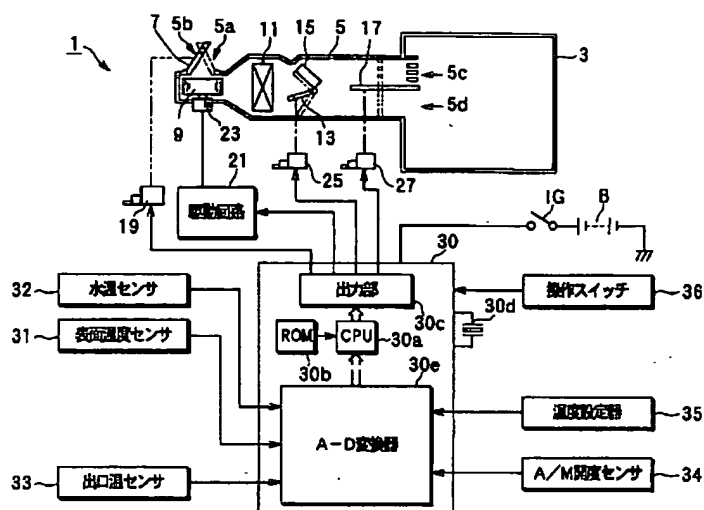 15 5 17
7 5b 5a 11
1 5c 3
5d
9 23 13
21 25 27 IG B
19 駆動回路 30
32 水温センサ 出力部 操作スイッチ 36
30c 30d
31 表面温度センサ ROM CPU 30a
30b 30e
A-D変換器 温度設定器 35
33 出口温センサ A/M開度センサ 34